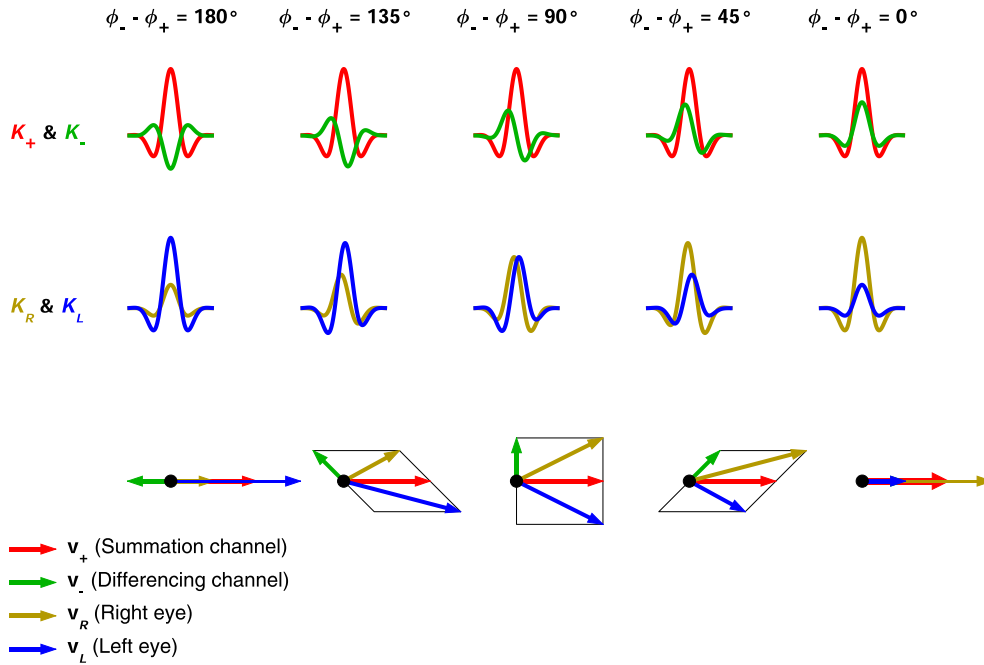 ϕ₋ - ϕ₊ = 180° ϕ₋ - ϕ₊ = 135° ϕ₋ - ϕ₊ = 90° ϕ₋ - ϕ₊ = 45° ϕ₋ - ϕ₊ = 0°
K₊ & K₋
K_R & K_L
v₊ (Summation channel)
v₋ (Differencing channel)
v_R (Right eye)
v_L (Left eye)